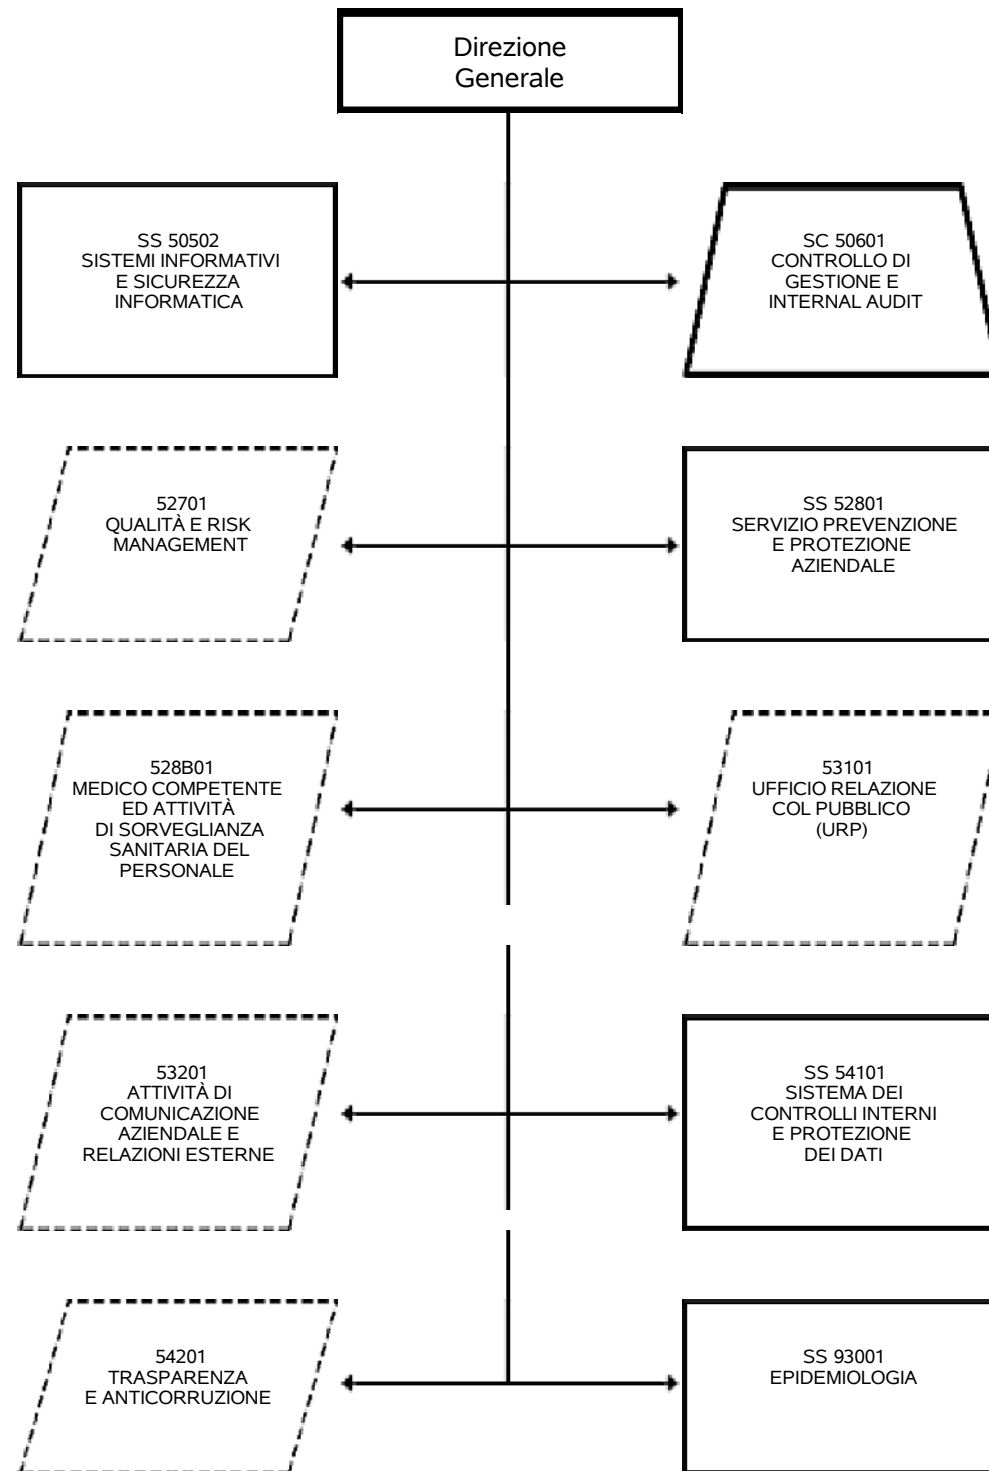 Direzione
Generale
SS 50502
SISTEMI INFORMATIVI
E SICUREZZA
INFORMATICA
SC 50601
CONTROLLO DI
GESTIONE E
INTERNAL AUDIT
52701
QUALITÀ E RISK
MANAGEMENT
SS 52801
SERVIZIO PREVENZIONE
E PROTEZIONE
AZIENDALE
528B01
MEDICO COMPETENTE
ED ATTIVITÀ
DI SORVEGLIANZA
SANITARIA DEL
PERSONALE
53101
UFFICIO RELAZIONE
COL PUBBLICO
(URP)
53201
ATTIVITÀ DI
COMUNICAZIONE
AZIENDALE E
RELAZIONI ESTERNE
SS 54101
SISTEMA DEI
CONTROLLI INTERNI
E PROTEZIONE
DEI DATI
54201
TRASPARENZA
E ANTICORRUZIONE
SS 93001
EPIDEMIOLOGIA